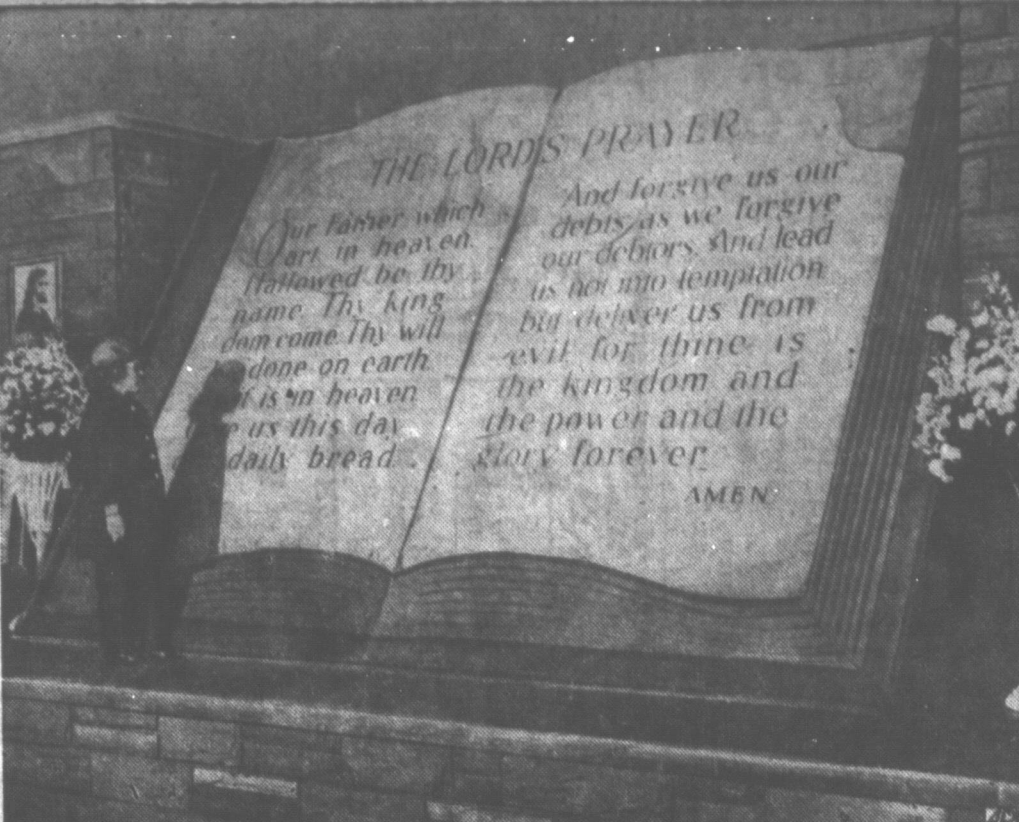 THE LORD'S PRAYER
Our Father which
art in heaven.
Hallowed be thy
name. Thy king
dom come. Thy will
done on earth
it is in heaven
us this day
daily bread.
And forgive us our
debts, as we forgive
our debtors. And lead
us not into temptation
but deliver us from
evil for thine is
the kingdom and
the power and the
glory forever.
AMEN